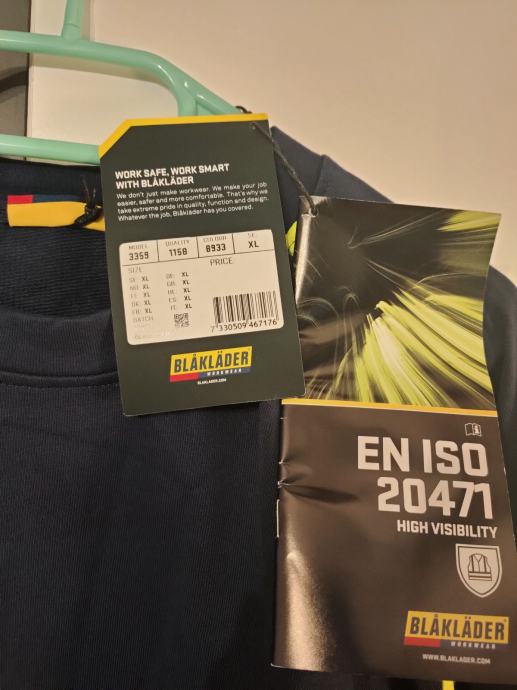 WORK SAFE, WORK SMART
WITH BLÅKLÄDER
We don't just make workwear. We make your job
easier, safer and more comfortable. That's why we
take extreme pride in quality, function and design.
Whatever the job, Blåkläder has you covered.
MODEL QUALITY COLOUR SE
3359 1158 8933 XL
SIZE PRICE
SE: XL DE: XL
NO: XL GB: XL
FI: XL XL
DK: XL ES: XL
FR: XL IT: XL
BATCH
7 330509 467176
BLÅKLÄDER
WORKWEAR
BLAKLADER.COM
EN ISO
20471
HIGH VISIBILITY
BLÅKLÄDER
WORKWEAR
WWW.BLAKLADER.COM